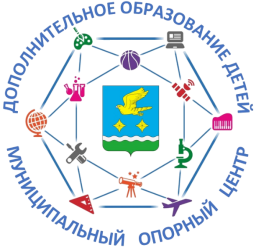 ДОПОЛНИТЕЛЬНОЕ ОБРАЗОВАНИЕ ДЕТЕЙ
МУНИЦИПАЛЬНЫЙ ОПОРНЫЙ ЦЕНТР